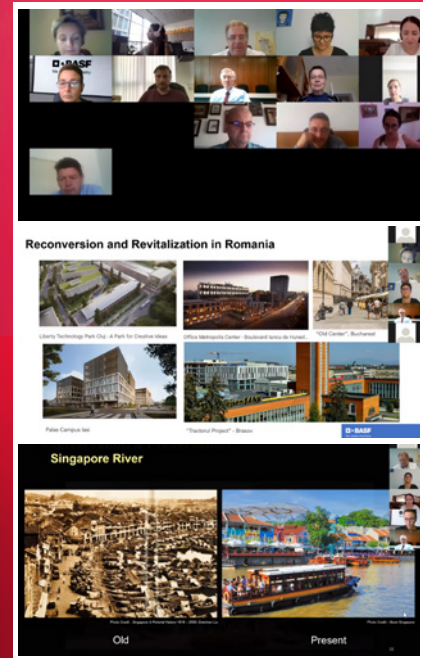 BASF
Reconversion and Revitalization in Romania
Liberty Technology Park Cluj - A Park for Creative Ideas
Office Metropolis Center - Boulevard Iancu de Huned...
"Old Center", Bucharest
Palas Campus Iasi
"Tractorul Project" - Brasov
BASF
Singapore River
Old
Present